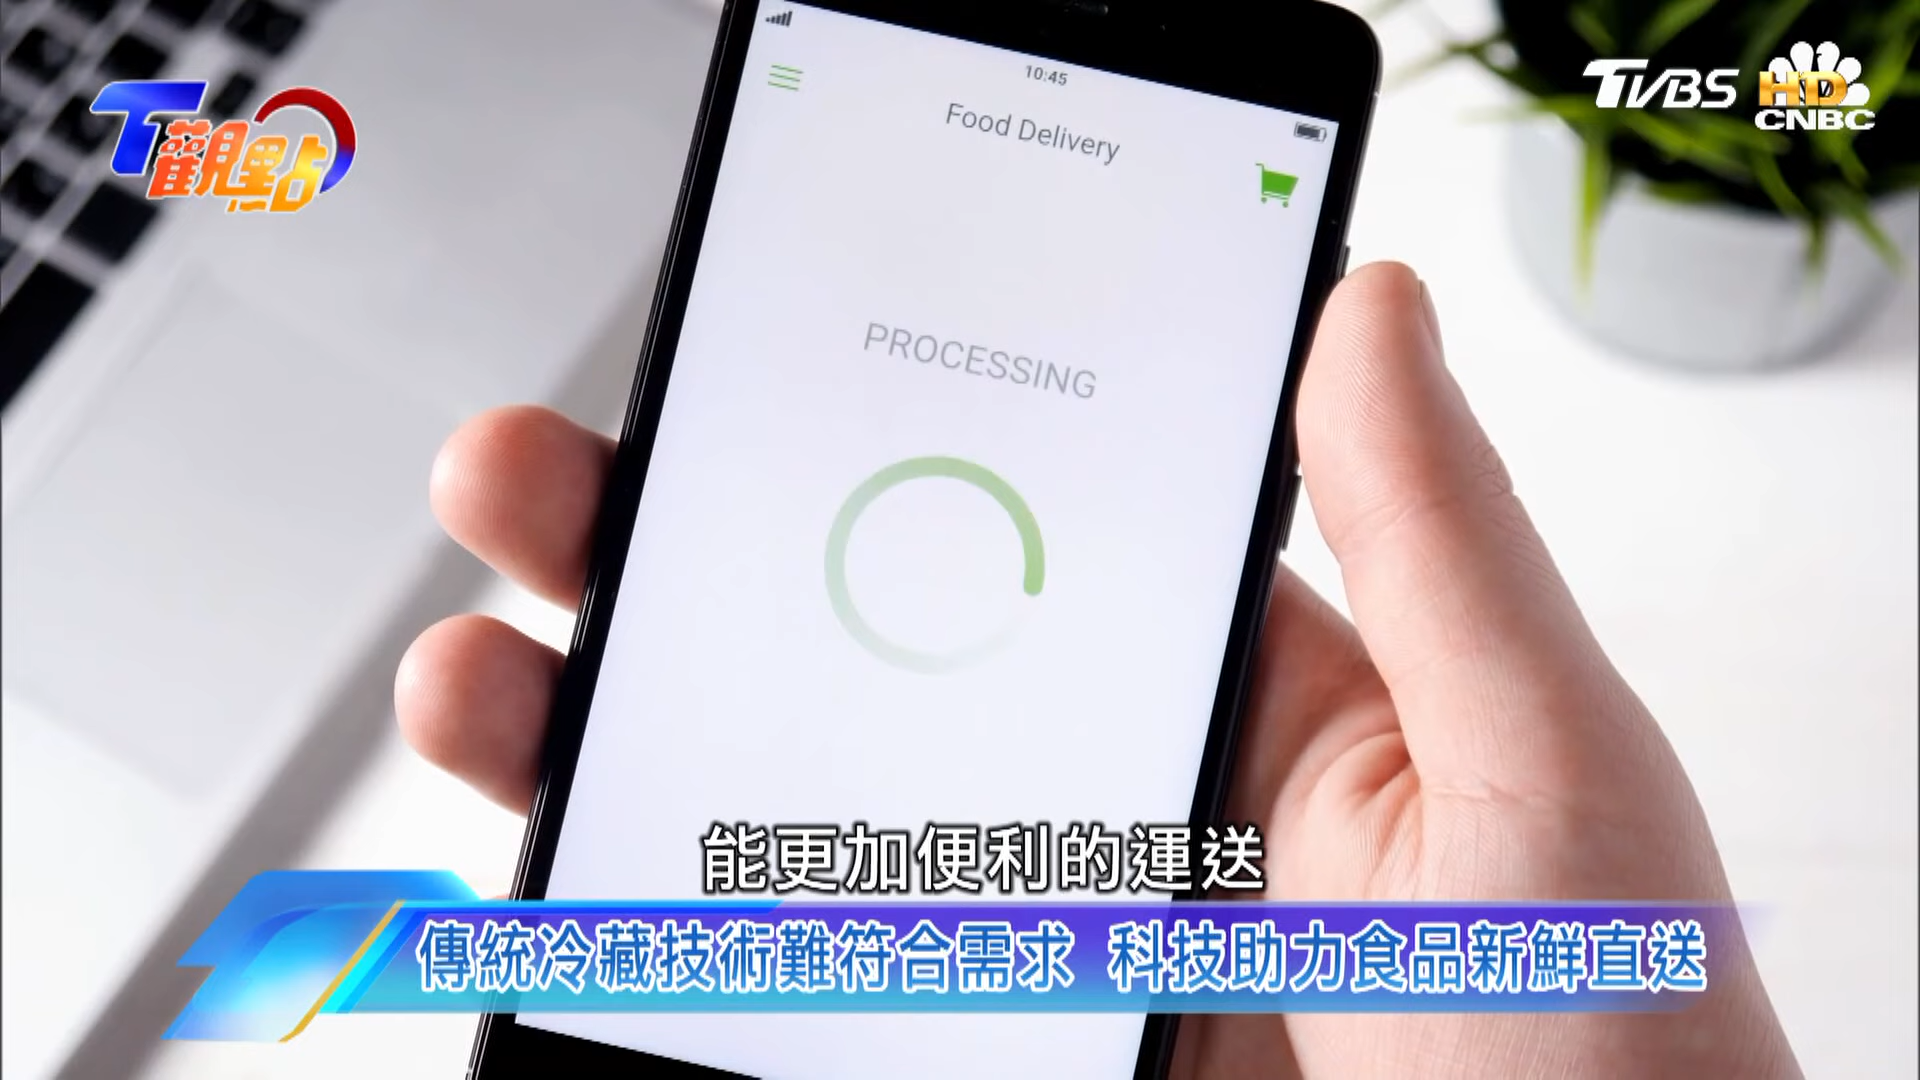 T觀點
TVBS HD
CNBC
10:45
Food Delivery
PROCESSING
能更加便利的運送
傳統冷藏技術難符合需求 科技助力食品新鮮直送